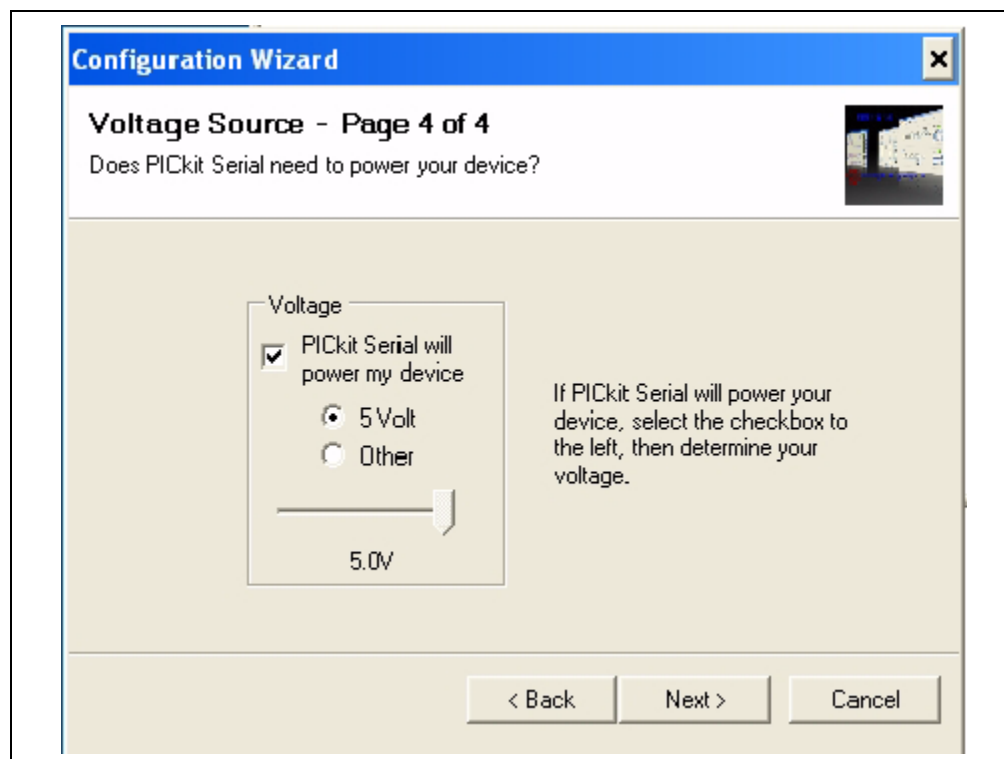 Configuration Wizard
Voltage Source - Page 4 of 4
Does PICkit Serial need to power your device?
Voltage
PICkit Serial will
power my device
5 Volt
Other
5.0V
If PICkit Serial will power your
device, select the checkbox to
the left, then determine your
voltage.
< Back
Next >
Cancel